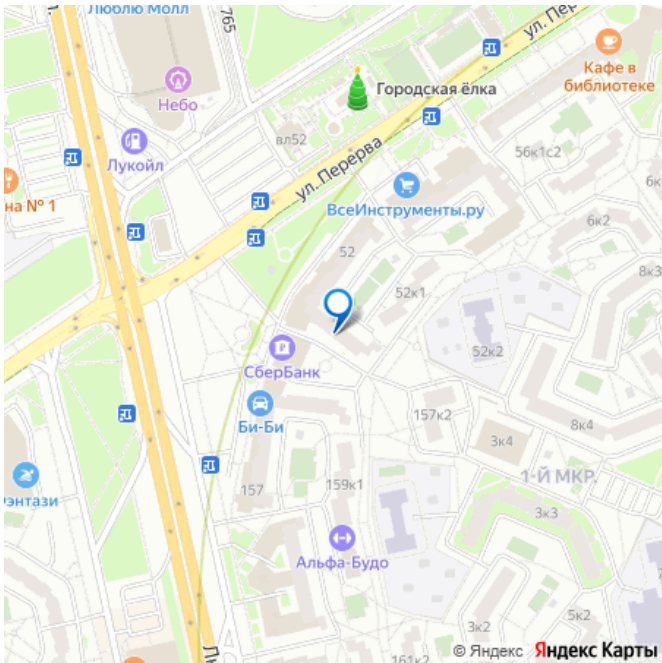 Люблю Молл
765
ул. Пер
Кафе в
библиотеке
Небо
Городская ёлка
вл52
Лукойл
ул. Перерва
56к1с2
на № 1
ВсеИнструменты.ру
6к
6к2
52
8к3
52к1
52к2
СберБанк
157к2
8к4
Би-Би
3к4
1-Й МКР.
157
159к1
Фэнтази
3к3
Альфа-Будо
5к2
3к2
161к2
© Яндекс Яндекс Карты